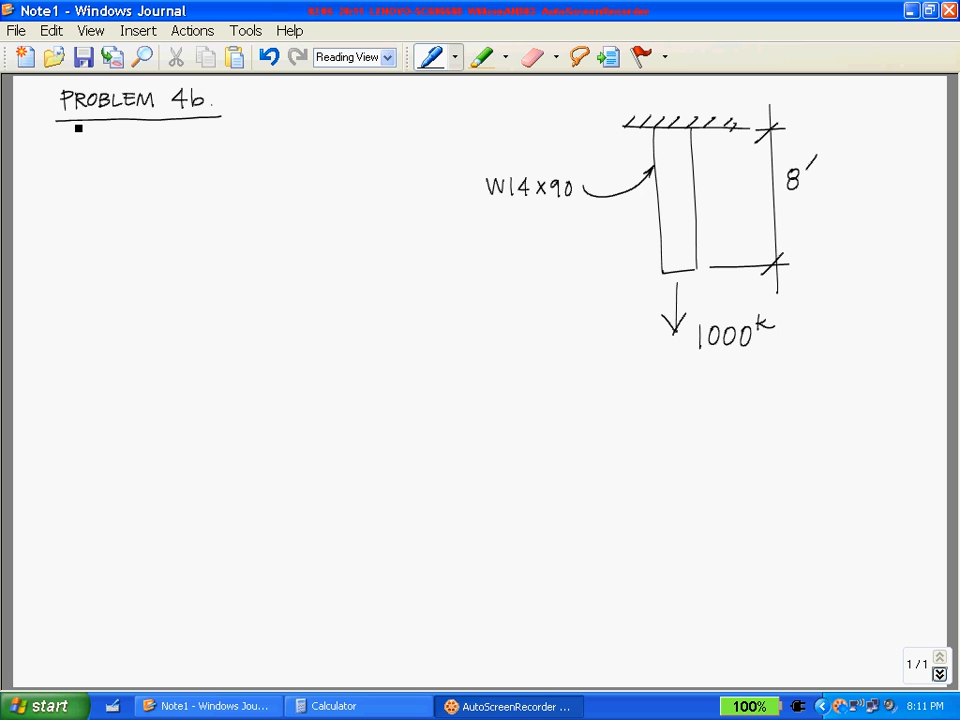 Note1 - Windows Journal
File Edit View Insert Actions Tools Help
Reading View
PROBLEM 4b.
W14x90
8'
1000k
1 / 1
start
Note1 - Windows Jou...
Calculator
AutoScreenRecorder ...
100%
8:11 PM